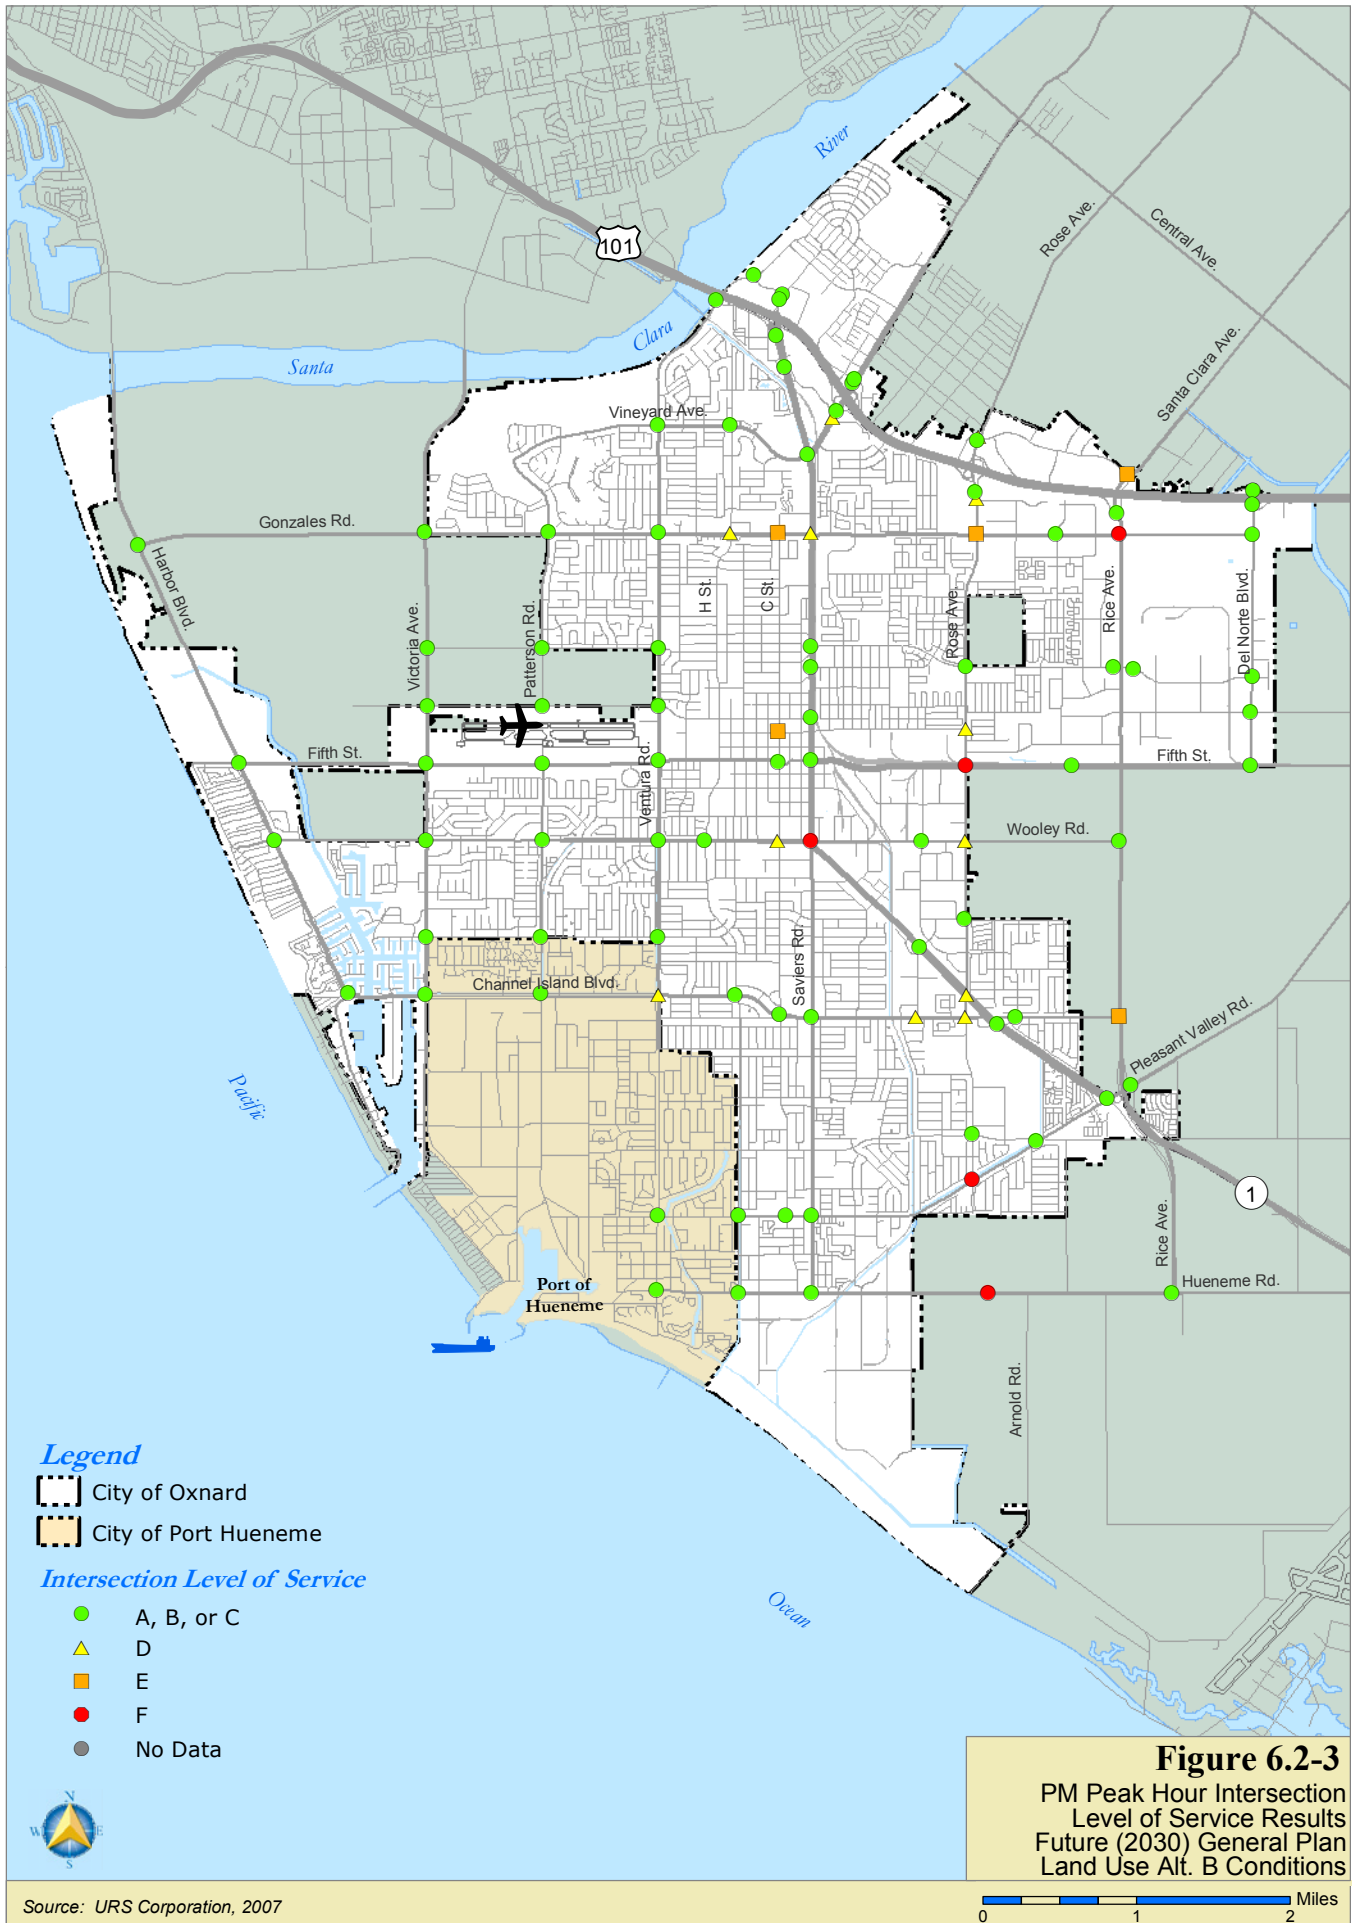 River
101
Rose Ave.
Central Ave.
Clara
Santa
Santa Clara Ave.
Vineyard Ave.
Gonzales Rd.
Harbor Blvd.
Victoria Ave.
Patterson Rd.
H St.
C St.
Rose Ave.
Rice Ave.
Del Norte Blvd.
Ventura Rd.
Fifth St.
Fifth St.
Wooley Rd.
Saviers Rd.
Channel Island Blvd.
Pleasant Valley Rd.
Pacific
1
Rice Ave.
Port of
Hueneme
Hueneme Rd.
Arnold Rd.
Ocean
Legend
City of Oxnard
City of Port Hueneme
Intersection Level of Service
A, B, or C
D
E
F
No Data
N
W E
S
Figure 6.2-3
PM Peak Hour Intersection
Level of Service Results
Future (2030) General Plan
Land Use Alt. B Conditions
Source: URS Corporation, 2007
Miles
0 1 2